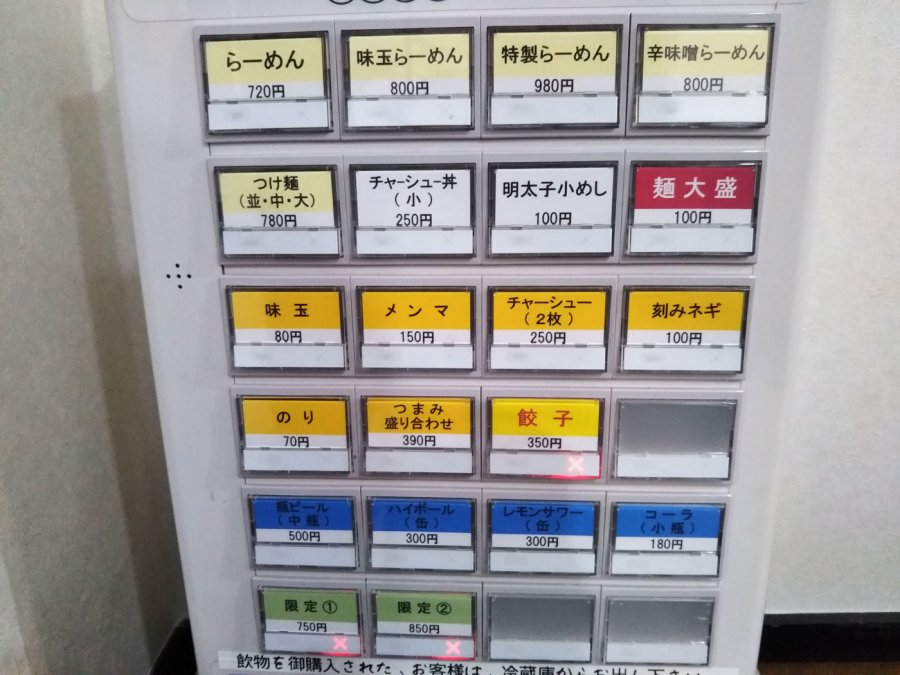 らーめん
720円
味玉らーめん
800円
特製らーめん
980円
辛味噌らーめん
800円
つけ麺
(並・中・大)
780円
チャーシュー丼
(小)
250円
明太子小めし
100円
麺大盛
100円
味玉
80円
メンマ
150円
チャーシュー
(2枚)
250円
刻みネギ
100円
のり
70円
つまみ
盛り合わせ
390円
餃子
350円
瓶ビール
(中瓶)
500円
ハイボール
(缶)
300円
レモンサワー
(缶)
300円
コーラ
(小瓶)
180円
限定①
750円
限定②
850円
飲物を御購入された、お客様は、冷蔵庫からお出し下さい